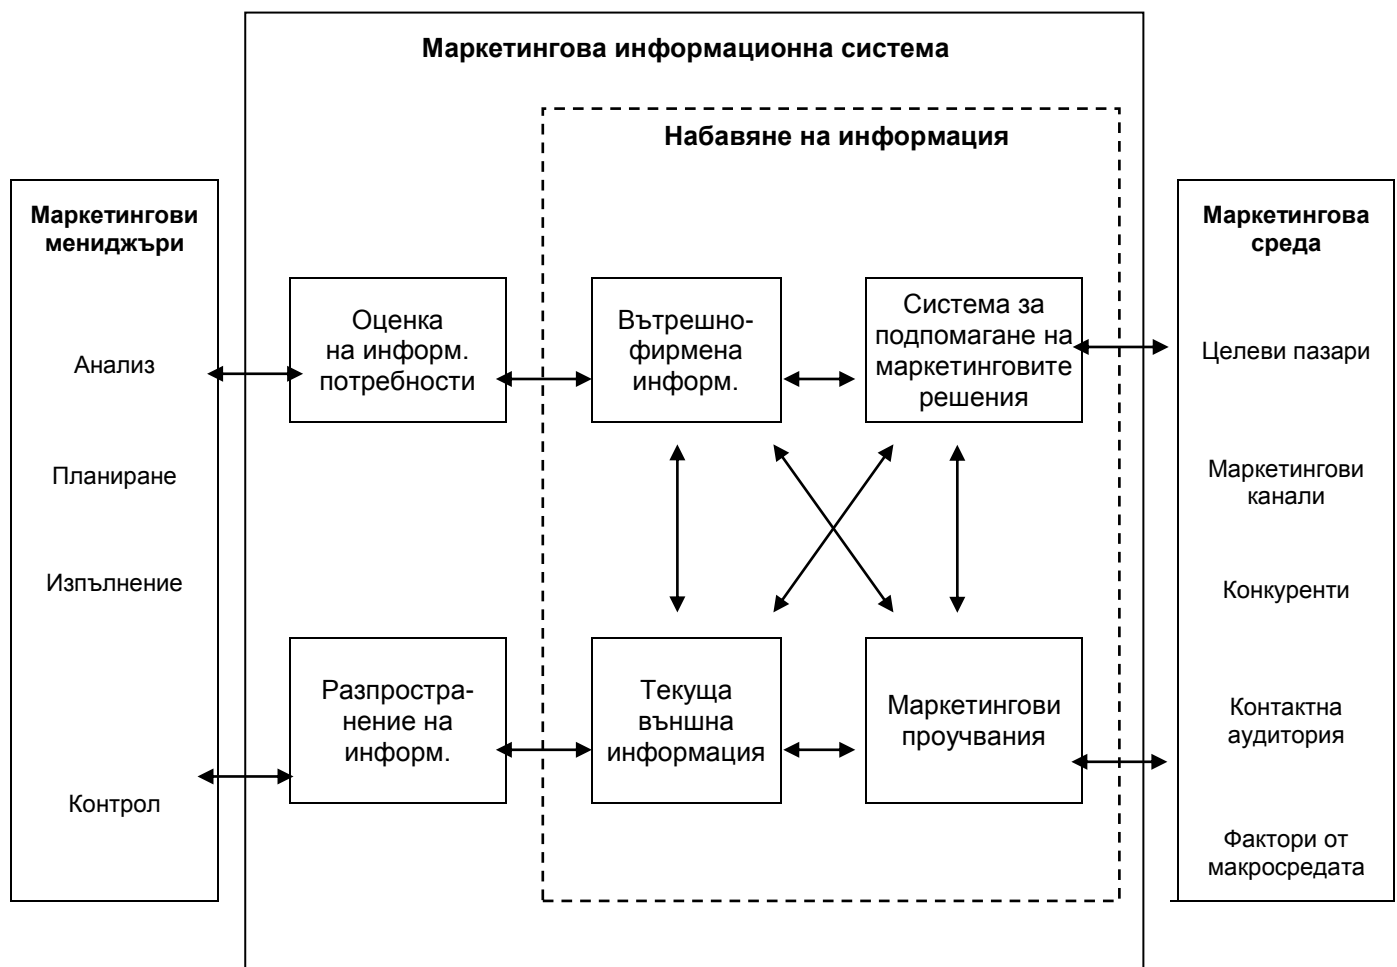 Маркетингова информационна система
Набавяне на информация
Маркетингови
мениджъри
Анализ
Планиране
Изпълнение
Контрол
Оценка
на информ.
потребности
Вътрешно-
фирмена
информ.
Система за
подпомагане на
маркетинговите
решения
Разпростра-
нение на
информ.
Текуща
външна
информация
Маркетингови
проучвания
Маркетингова
среда
Целеви пазари
Маркетингови
канали
Конкуренти
Контактна
аудитория
Фактори от
макросредата